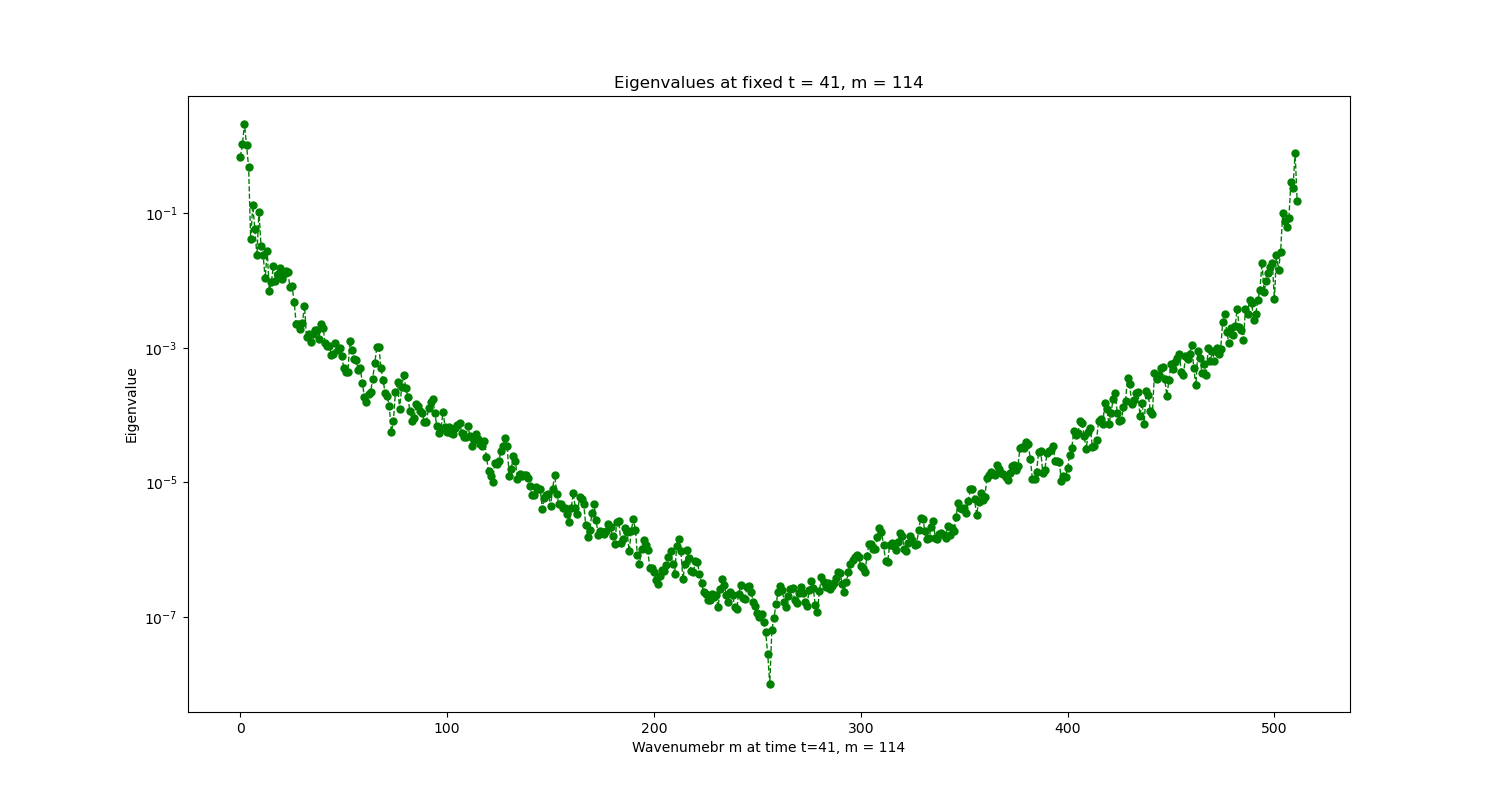 Eigenvalues at fixed t = 41, m = 114
10⁻¹
10⁻³
10⁻⁵
10⁻⁷
Eigenvalue
0 100 200 300 400 500
Wavenumebr m at time t=41, m = 114